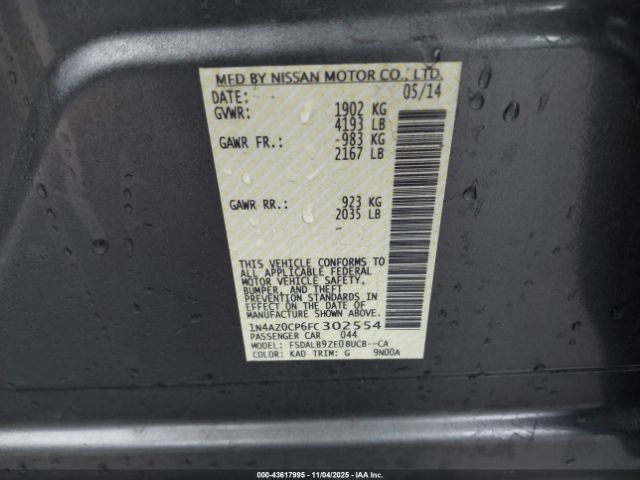 MFD BY NISSAN MOTOR CO., LTD.
DATE: 05/14
GVWR: 1902 KG
4193 LB
GAWR FR.: 983 KG
2167 LB
GAWR RR.: 923 KG
2035 LB
THIS VEHICLE CONFORMS TO
ALL APPLICABLE FEDERAL
MOTOR VEHICLE SAFETY,
BUMPER, AND THEFT
PREVENTION STANDARDS IN
EFFECT ON THE DATE OF
MANUFACTURE SHOWN ABOVE.
1N4AZ0CP6FC302554
PASSENGER CAR 044
MODEL: FSDALB9ZE0BUCB--CA
COLOR: KAD TRIM: G 9N00A
000-43617995 - 11/04/2025 - IAA Inc.